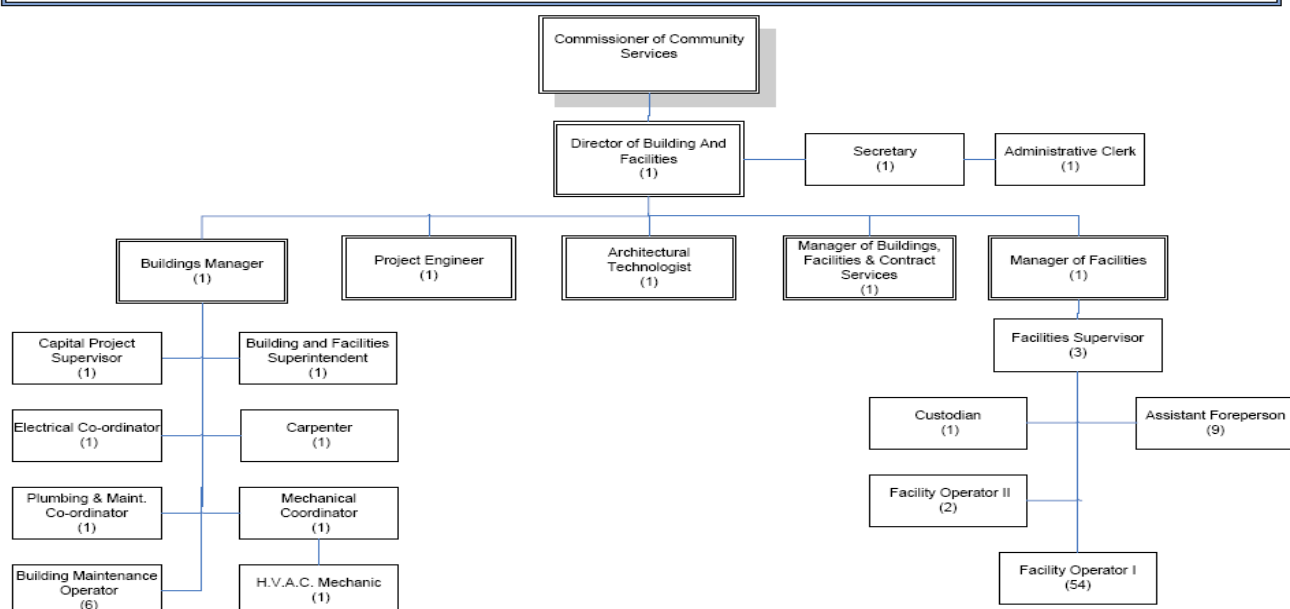 Commissioner of Community
Services
Director of Building And
Facilities
(1)
Secretary
(1)
Administrative Clerk
(1)
Buildings Manager
(1)
Project Engineer
(1)
Architectural
Technologist
(1)
Manager of Buildings,
Facilities & Contract
Services
(1)
Manager of Facilities
(1)
Capital Project
Supervisor
(1)
Building and Facilities
Superintendent
(1)
Facilities Supervisor
(3)
Electrical Co-ordinator
(1)
Carpenter
(1)
Custodian
(1)
Assistant Foreperson
(9)
Plumbing & Maint.
Co-ordinator
(1)
Mechanical
Coordinator
(1)
Facility Operator II
(2)
Building Maintenance
Operator
(6)
H.V.A.C. Mechanic
(1)
Facility Operator I
(54)